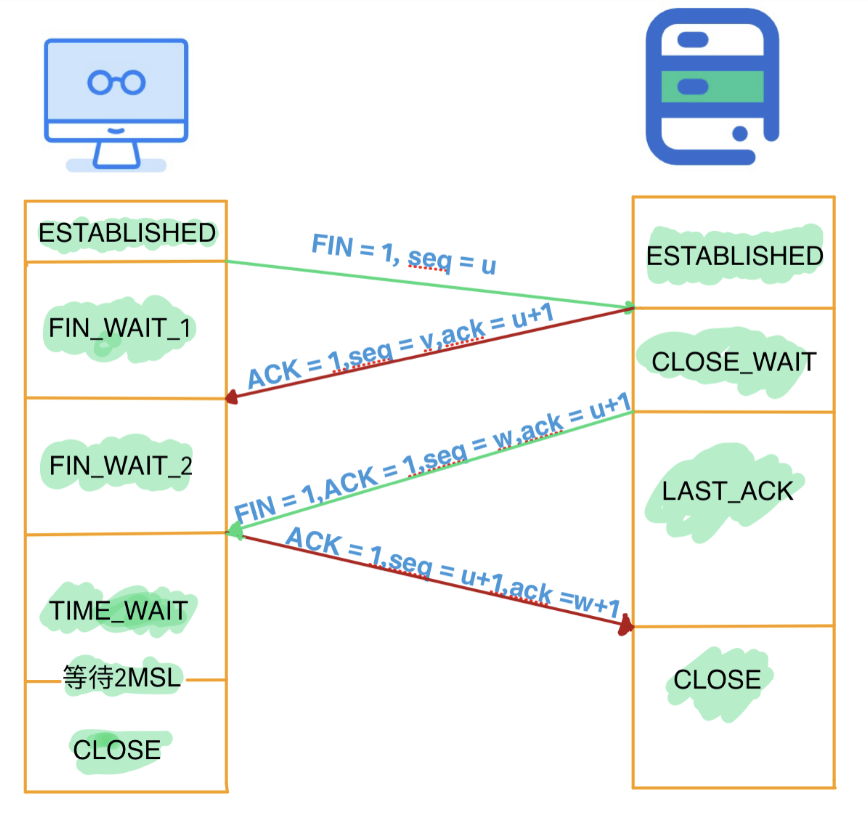 ESTABLISHED
FIN = 1, seq = u
ESTABLISHED
FIN_WAIT_1
ACK = 1,seq = v,ack = u+1
CLOSE_WAIT
FIN_WAIT_2
FIN = 1,ACK = 1,seq = w,ack = u+1
LAST_ACK
ACK = 1,seq = u+1,ack =w+1
TIME_WAIT
等待2MSL
CLOSE
CLOSE